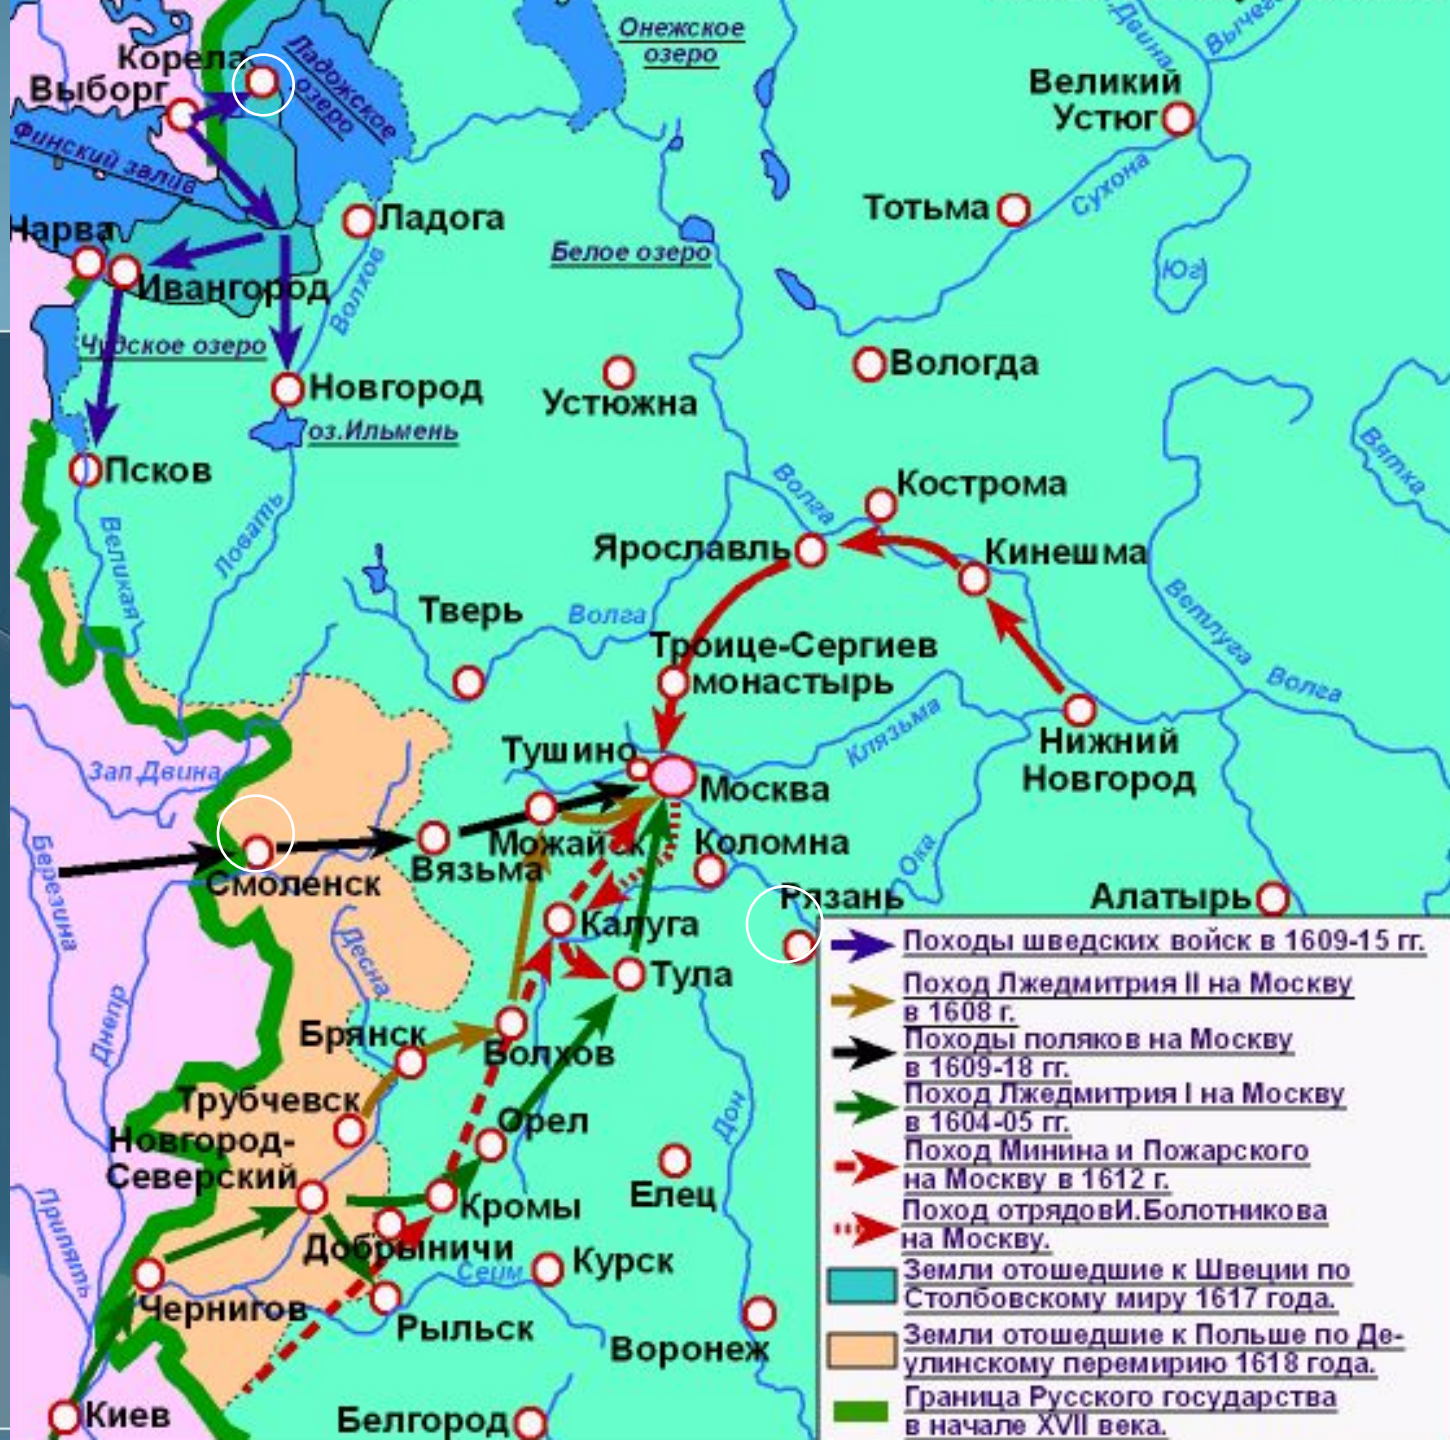 Онежское
озеро
.Двина
Вычег
Корела
Ладожское
озеро
Выборг
Великий
Устюг
Финский залив
Сухона
Тотьма
Ладога
Нарва
Белое озеро
Юг
Ивангород
Волхов
Чудское озеро
Вологда
Новгород
Устюжна
оз.Ильмень
Вятка
Псков
Волга
Кострома
Ловать
Великая
Ярославль
Кинешма
Ветлуга
Тверь
Волга
Троице-Сергиев
монастырь
Волга
Клязьма
Нижний
Новгород
Тушино
Москва
Зап.Двина
Можайск
Коломна
Вязьма
Ока
Березина
Смоленск
Рязань
Алатырь
Калуга
Десна
Тула
Днепр
Брянск
Болхов
Трубчевск
Орел
Дон
Новгород-
Северский
Елец
Кромы
Припять
Добрыничи
Сейм
Курск
Чернигов
Рыльск
Воронеж
Киев
Белгород
Походы шведских войск в 1609-15 гг.
Поход Лжедмитрия II на Москву
в 1608 г.
Походы поляков на Москву
в 1609-18 гг.
Поход Лжедмитрия I на Москву
в 1604-05 гг.
Поход Минина и Пожарского
на Москву в 1612 г.
Поход отрядовИ.Болотникова
на Москву.
Земли отошедшие к Швеции по
Столбовскому миру 1617 года.
Земли отошедшие к Польше по Де-
улинскому перемирию 1618 года.
Граница Русского государства
в начале XVII века.